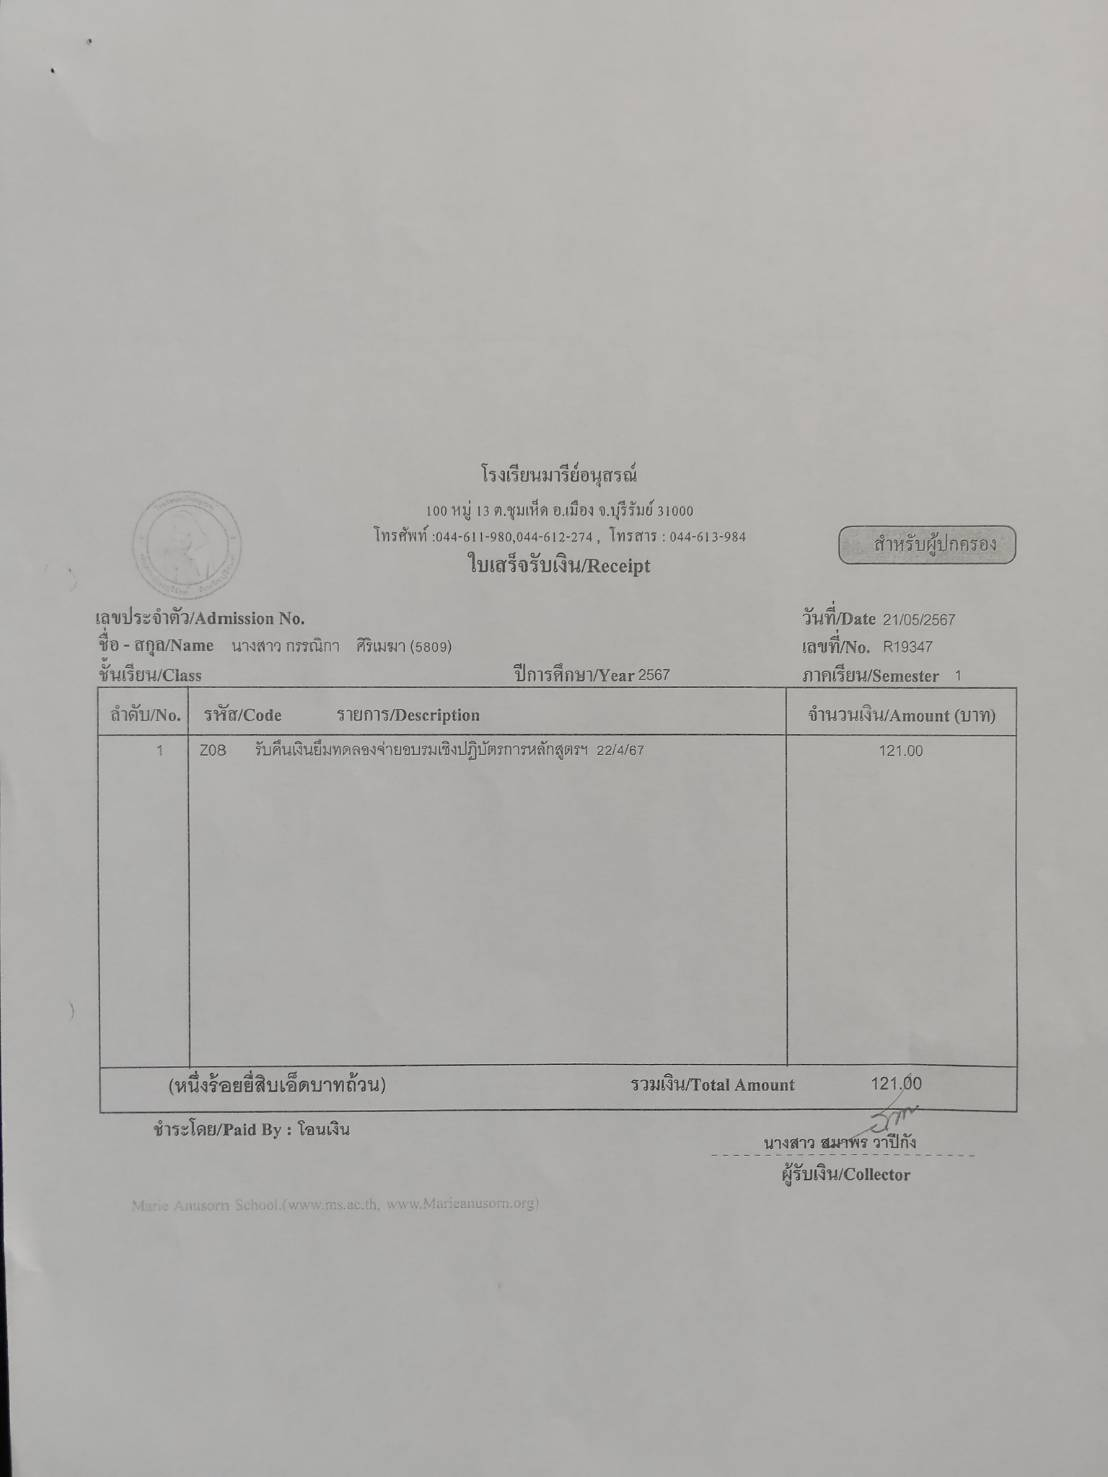 โรงเรียนมารีย์อนุสรณ์
100 หมู่ 13 ต.ชุมเห็ด อ.เมือง จ.บุรีรัมย์ 31000
โทรศัพท์ :044-611-980,044-612-274 , โทรสาร : 044-613-984
สำหรับผู้ปกครอง
ใบเสร็จรับเงิน/Receipt
เลขประจำตัว/Admission No. วันที่/Date 21/05/2567
ชื่อ - สกุล/Name นางสาว กรรณิกา ศิริเมฆา (5809) เลขที่/No. R19347
ชั้นเรียน/Class ปีการศึกษา/Year 2567 ภาคเรียน/Semester 1
ลำดับ/No. รหัส/Code รายการ/Description จำนวนเงิน/Amount (บาท)
1 Z08 รับคืนเงินยืมทดลองจ่ายอบรมเชิงปฏิบัตรการหลักสูตรฯ 22/4/67 121.00
(หนึ่งร้อยยี่สิบเอ็ดบาทถ้วน) รวมเงิน/Total Amount 121.00
ชำระโดย/Paid By : โอนเงิน
นางสาว สมาพร วาปีกัง
ผู้รับเงิน/Collector
Marie Anusorn School.(www.ms.ac.th, www.Marieanusorn.org)